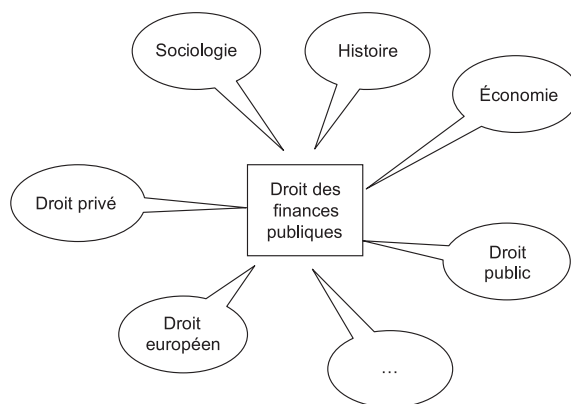 Sociologie
Histoire
Économie
Droit privé
Droit des
finances
publiques
Droit
public
Droit
européen
…